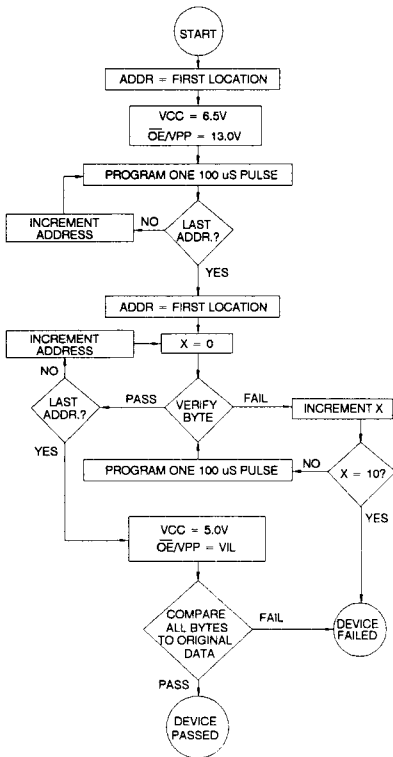 START
ADDR = FIRST LOCATION
VCC = 6.5V
OE/VPP = 13.0V
PROGRAM ONE 100 uS PULSE
INCREMENT
ADDRESS
NO
LAST
ADDR.?
YES
ADDR = FIRST LOCATION
INCREMENT
ADDRESS
X = 0
NO
LAST
ADDR.?
PASS
VERIFY
BYTE
FAIL
INCREMENT X
YES
PROGRAM ONE 100 uS PULSE
NO
X = 10?
YES
VCC = 5.0V
OE/VPP = VIL
COMPARE
ALL BYTES
TO ORIGINAL
DATA
FAIL
DEVICE
FAILED
PASS
DEVICE
PASSED